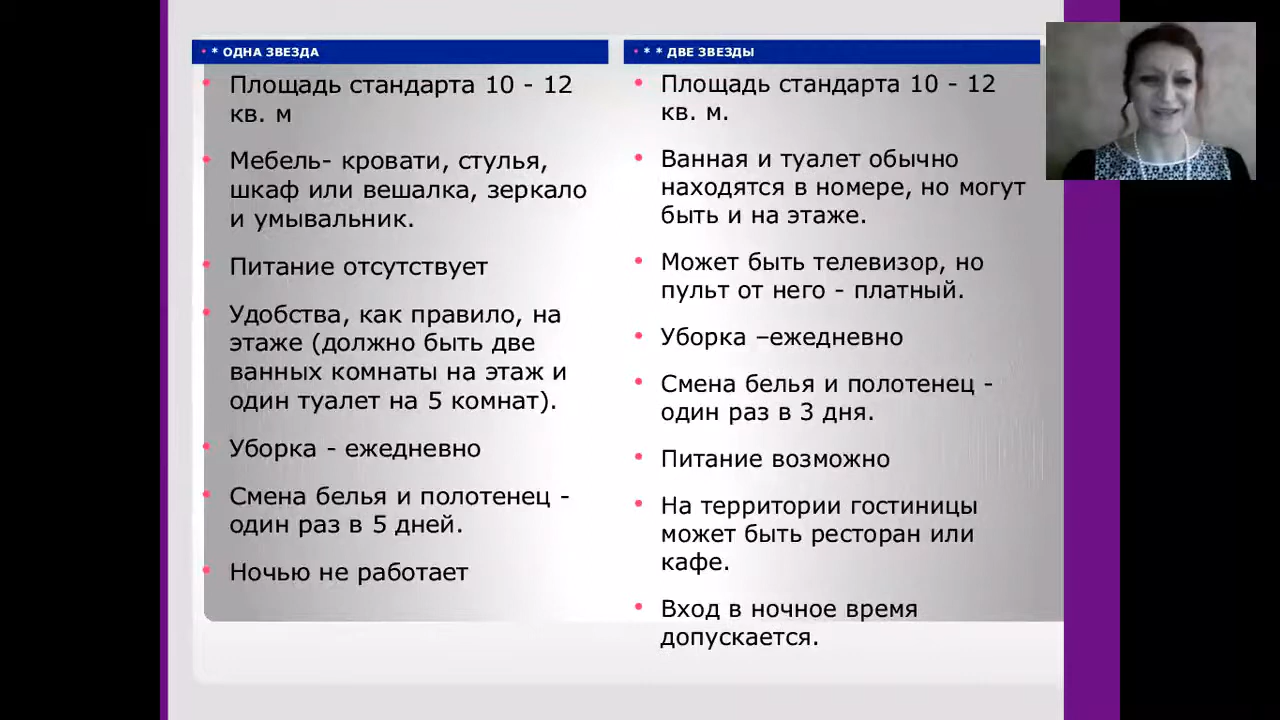 * ОДНА ЗВЕЗДА
Площадь стандарта 10 - 12
кв. м
Мебель- кровати, стулья,
шкаф или вешалка, зеркало
и умывальник.
Питание отсутствует
Удобства, как правило, на
этаже (должно быть две
ванных комнаты на этаж и
один туалет на 5 комнат).
Уборка - ежедневно
Смена белья и полотенец -
один раз в 5 дней.
Ночью не работает
* * ДВЕ ЗВЕЗДЫ
Площадь стандарта 10 - 12
кв. м.
Ванная и туалет обычно
находятся в номере, но могут
быть и на этаже.
Может быть телевизор, но
пульт от него - платный.
Уборка –ежедневно
Смена белья и полотенец -
один раз в 3 дня.
Питание возможно
На территории гостиницы
может быть ресторан или
кафе.
Вход в ночное время
допускается.